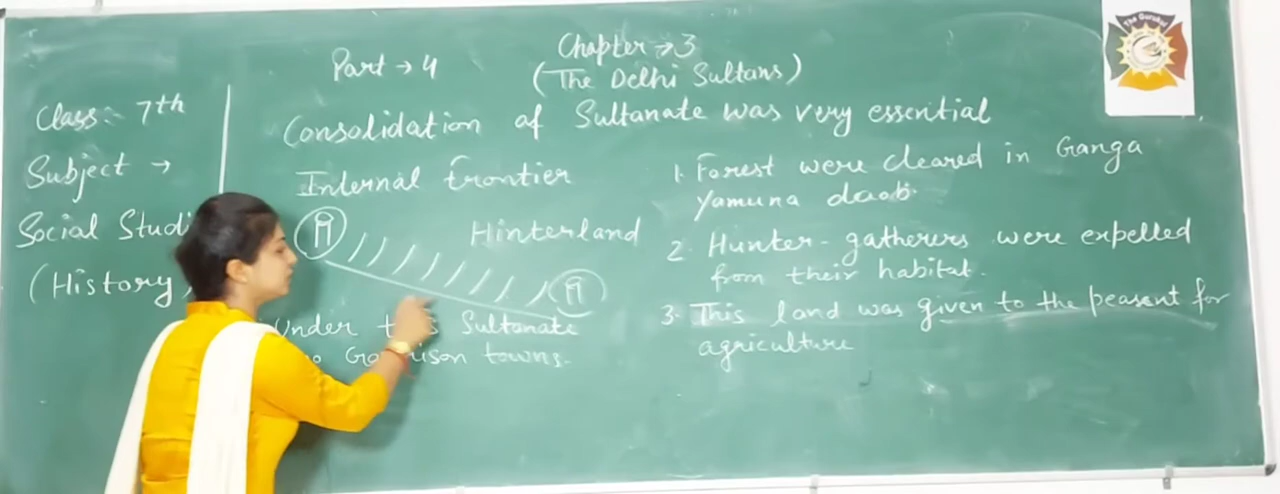 Part → 4
Chapter → 3
(The Delhi Sultans)
Class :- 7th
Subject →
Social Studi
(History,
Consolidation of Sultanate was very essential
Internal frontier
Hinterland
Under Sultanate
towns.
1. Forest were cleared in Ganga
Yamuna doab.
2. Hunter - gatherers were expelled
from their habitat.
3. This land was given to the peasent for
agriculture
The Gurukul